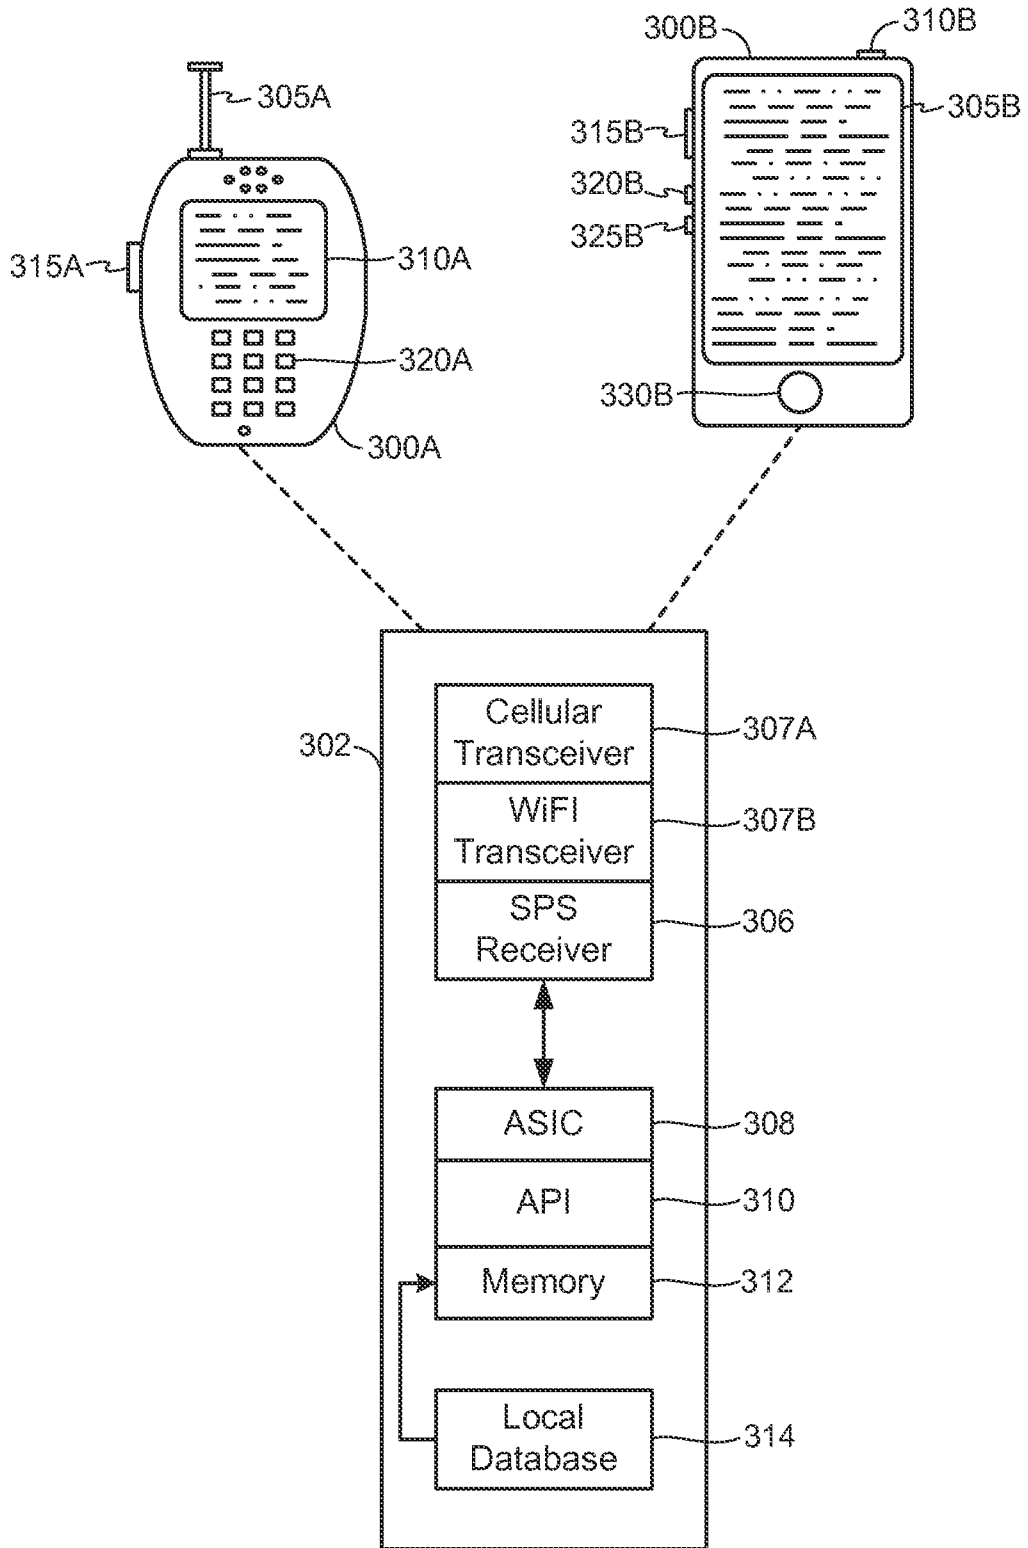 310B
300B
305A
305B
315B
320B
325B
315A
310A
320A
330B
300A
302
Cellular
Transceiver
307A
WiFI
Transceiver
307B
SPS
Receiver
306
ASIC
308
API
310
Memory
312
Local
Database
314